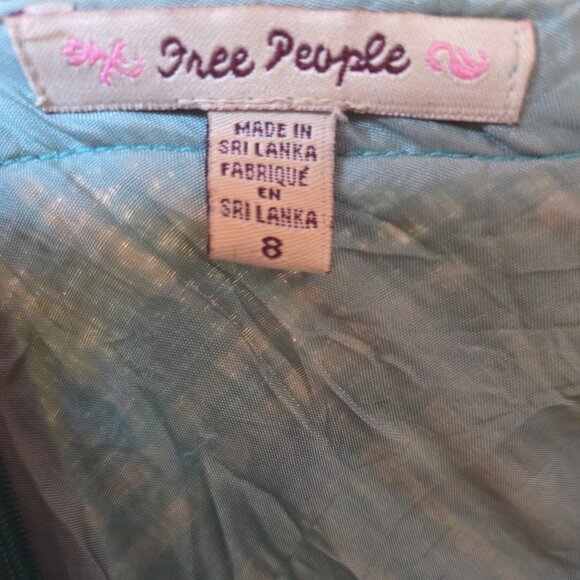 Free People
MADE IN
SRI LANKA
FABRIQUÉ
EN
SRI LANKA
8